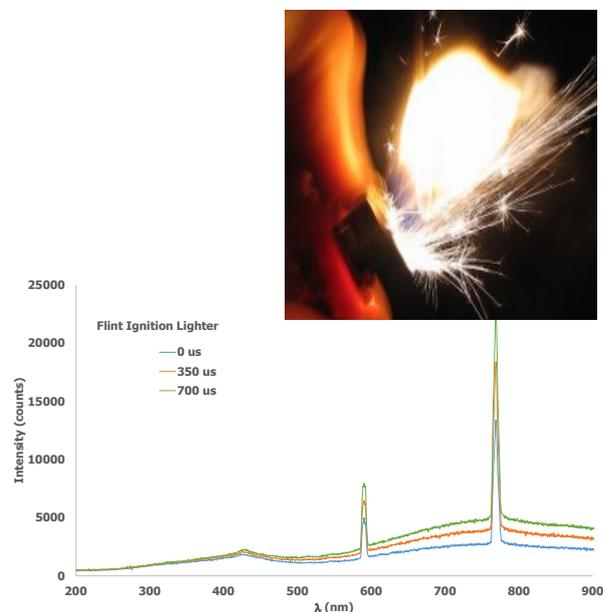 25000
20000
15000
10000
5000
0
Intensity (counts)
Flint Ignition Lighter
0 us
350 us
700 us
200 300 400 500 600 700 800 900
λ (nm)